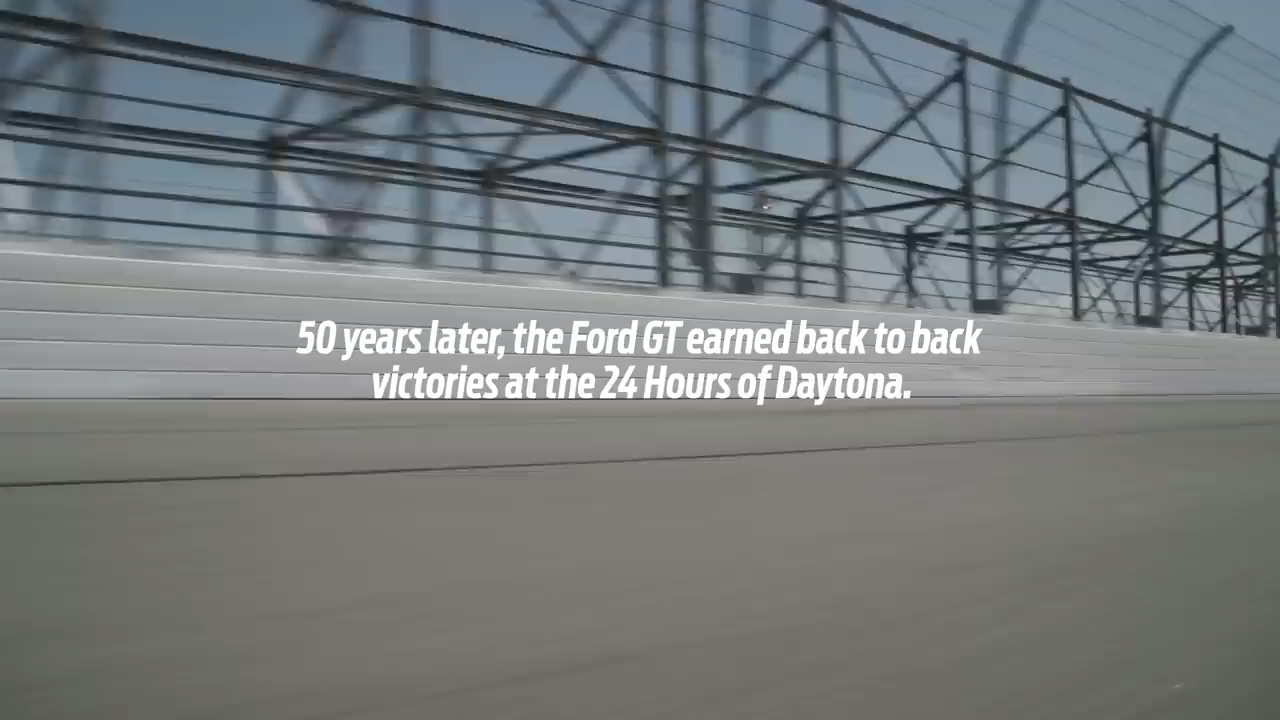 50 years later, the Ford GT earned back to back
victories at the 24 Hours of Daytona.